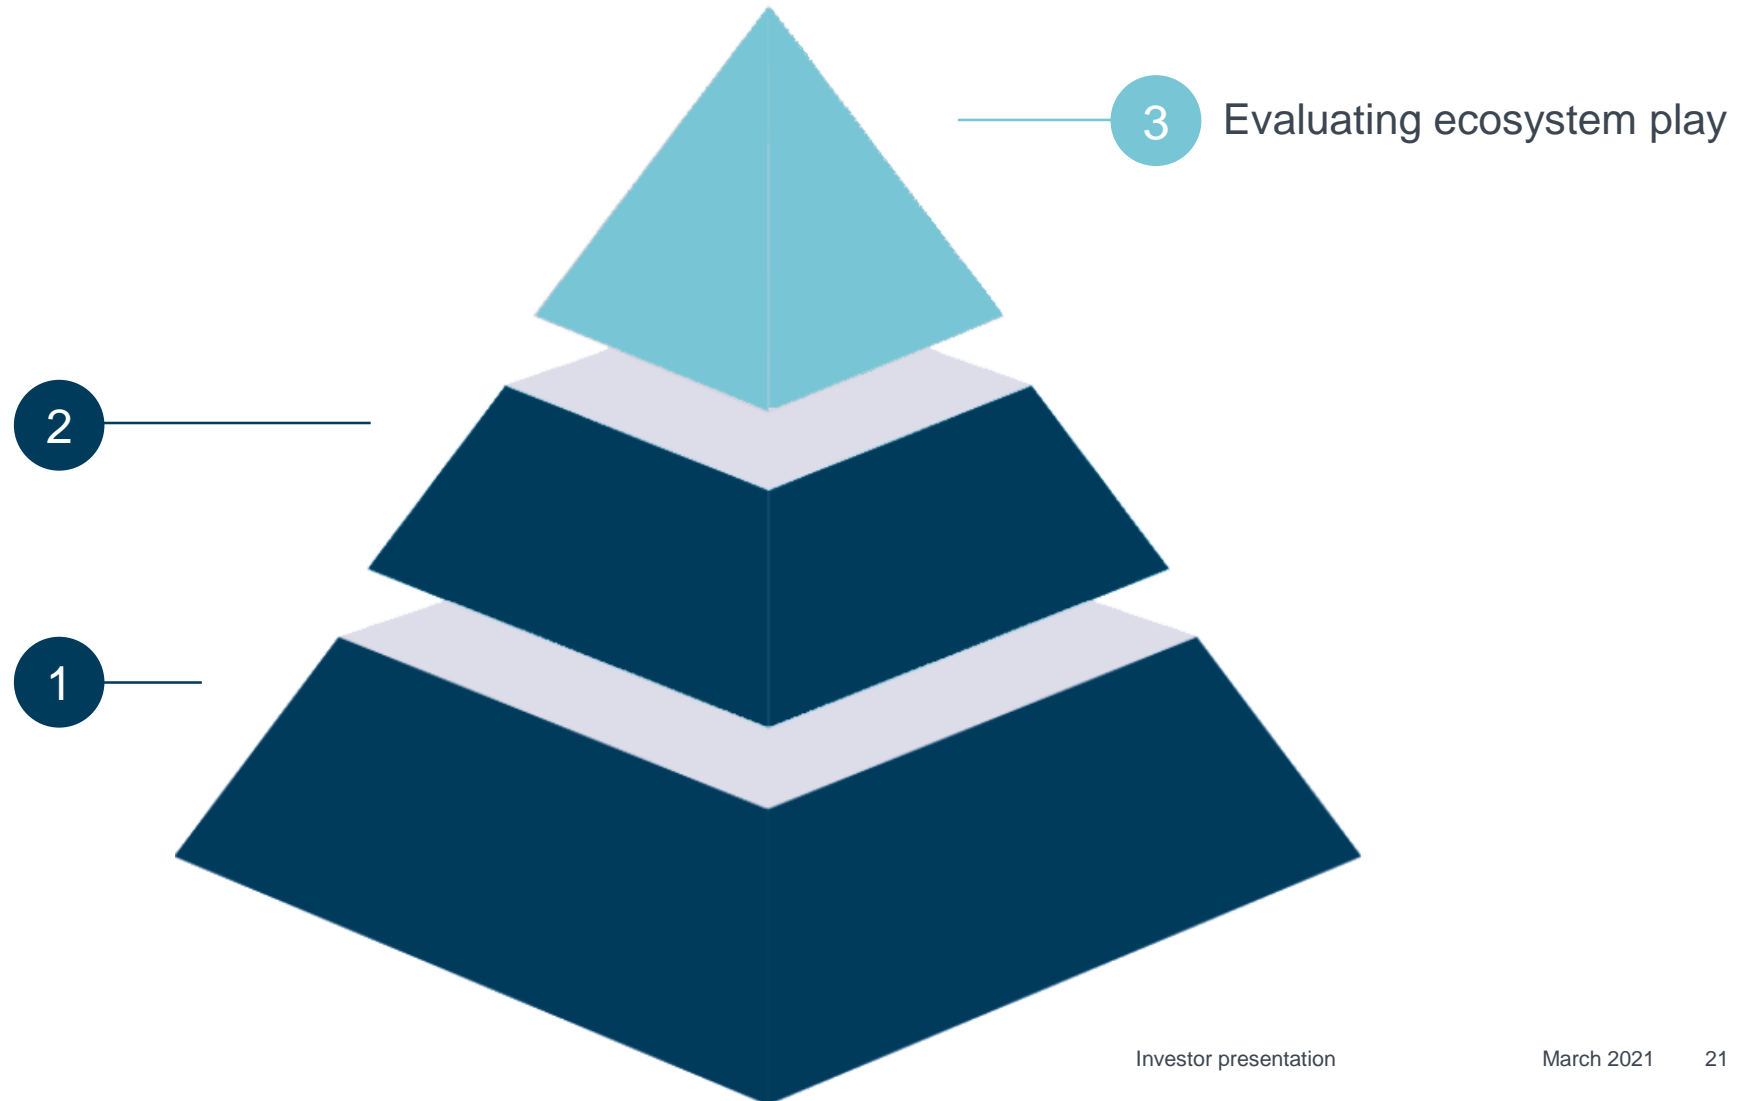 3 Evaluating ecosystem play
2
1
Investor presentation March 2021 21